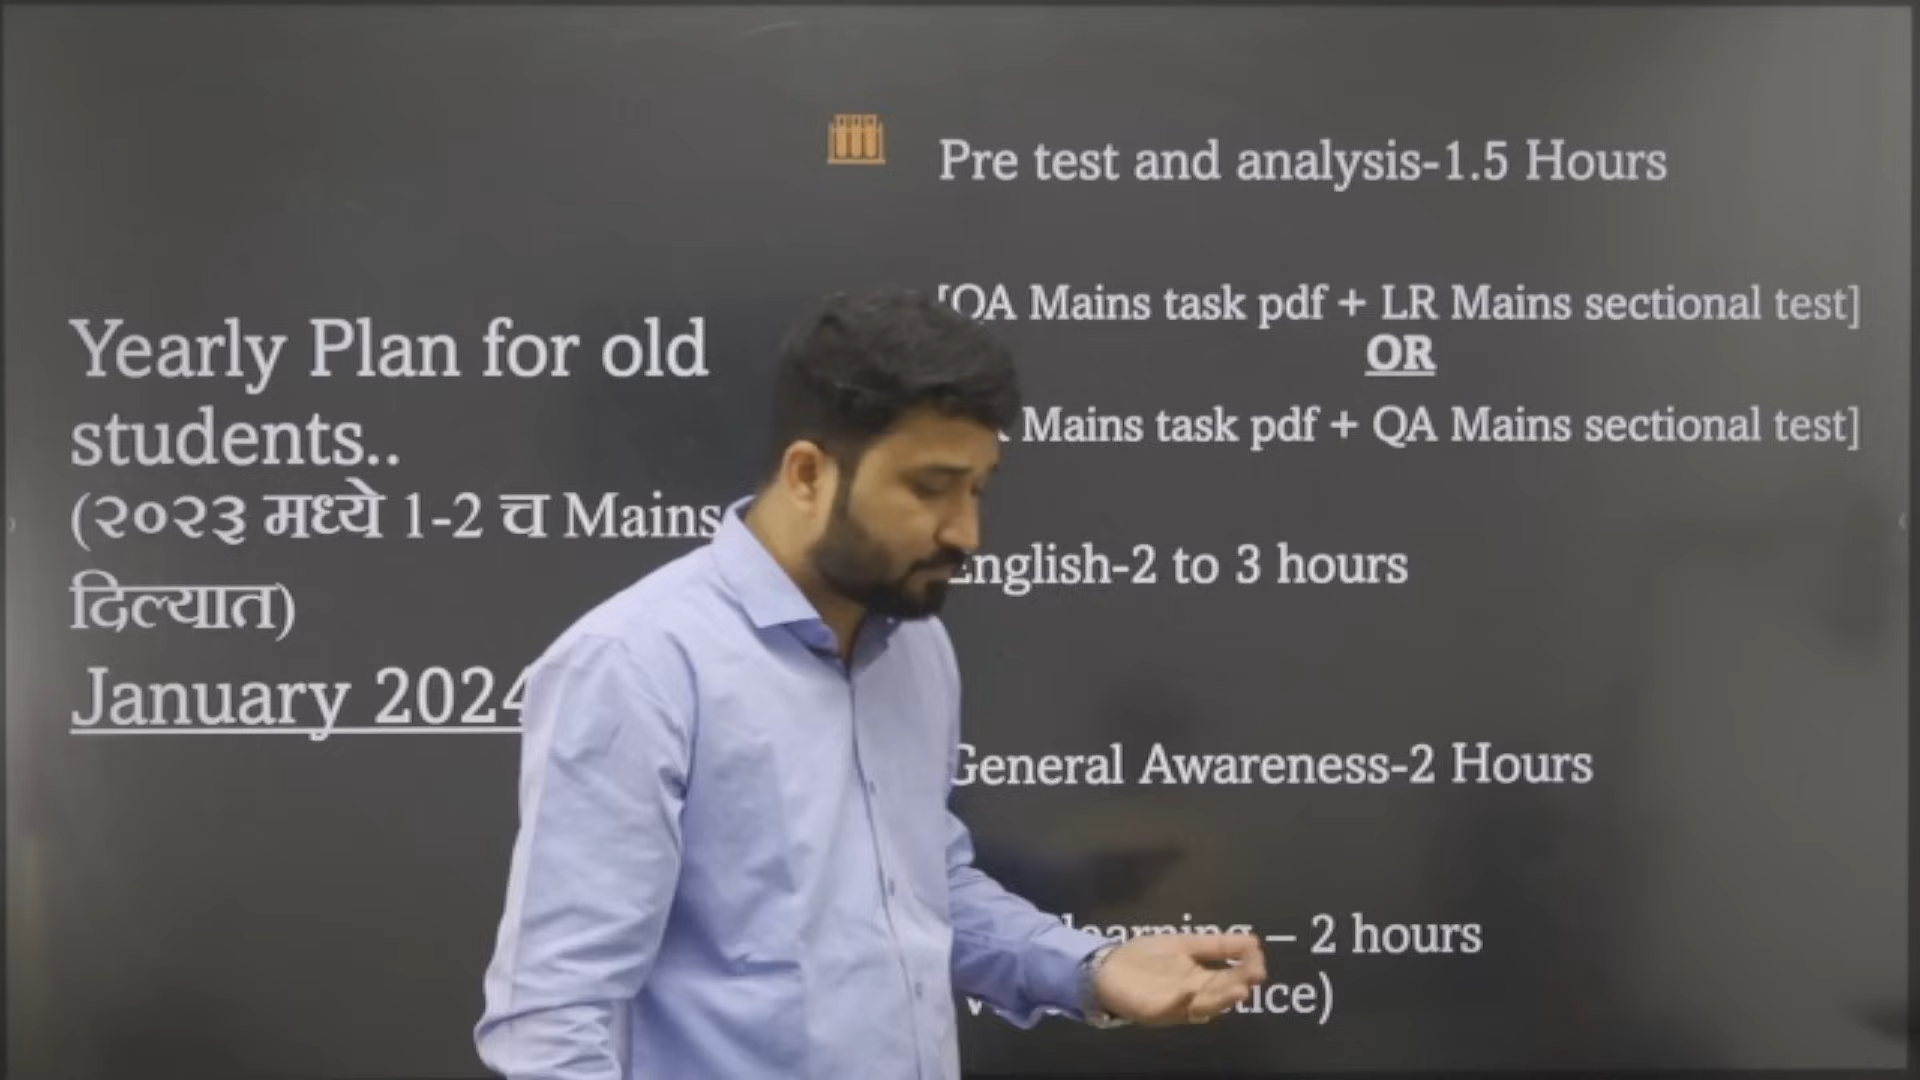 Yearly Plan for old
students..
(२०२३ मध्ये 1-2 च Mains
दिल्यात)
January 2024
Pre test and analysis-1.5 Hours
[QA Mains task pdf + LR Mains sectional test]
OR
Mains task pdf + QA Mains sectional test]
English-2 to 3 hours
General Awareness-2 Hours
learning – 2 hours